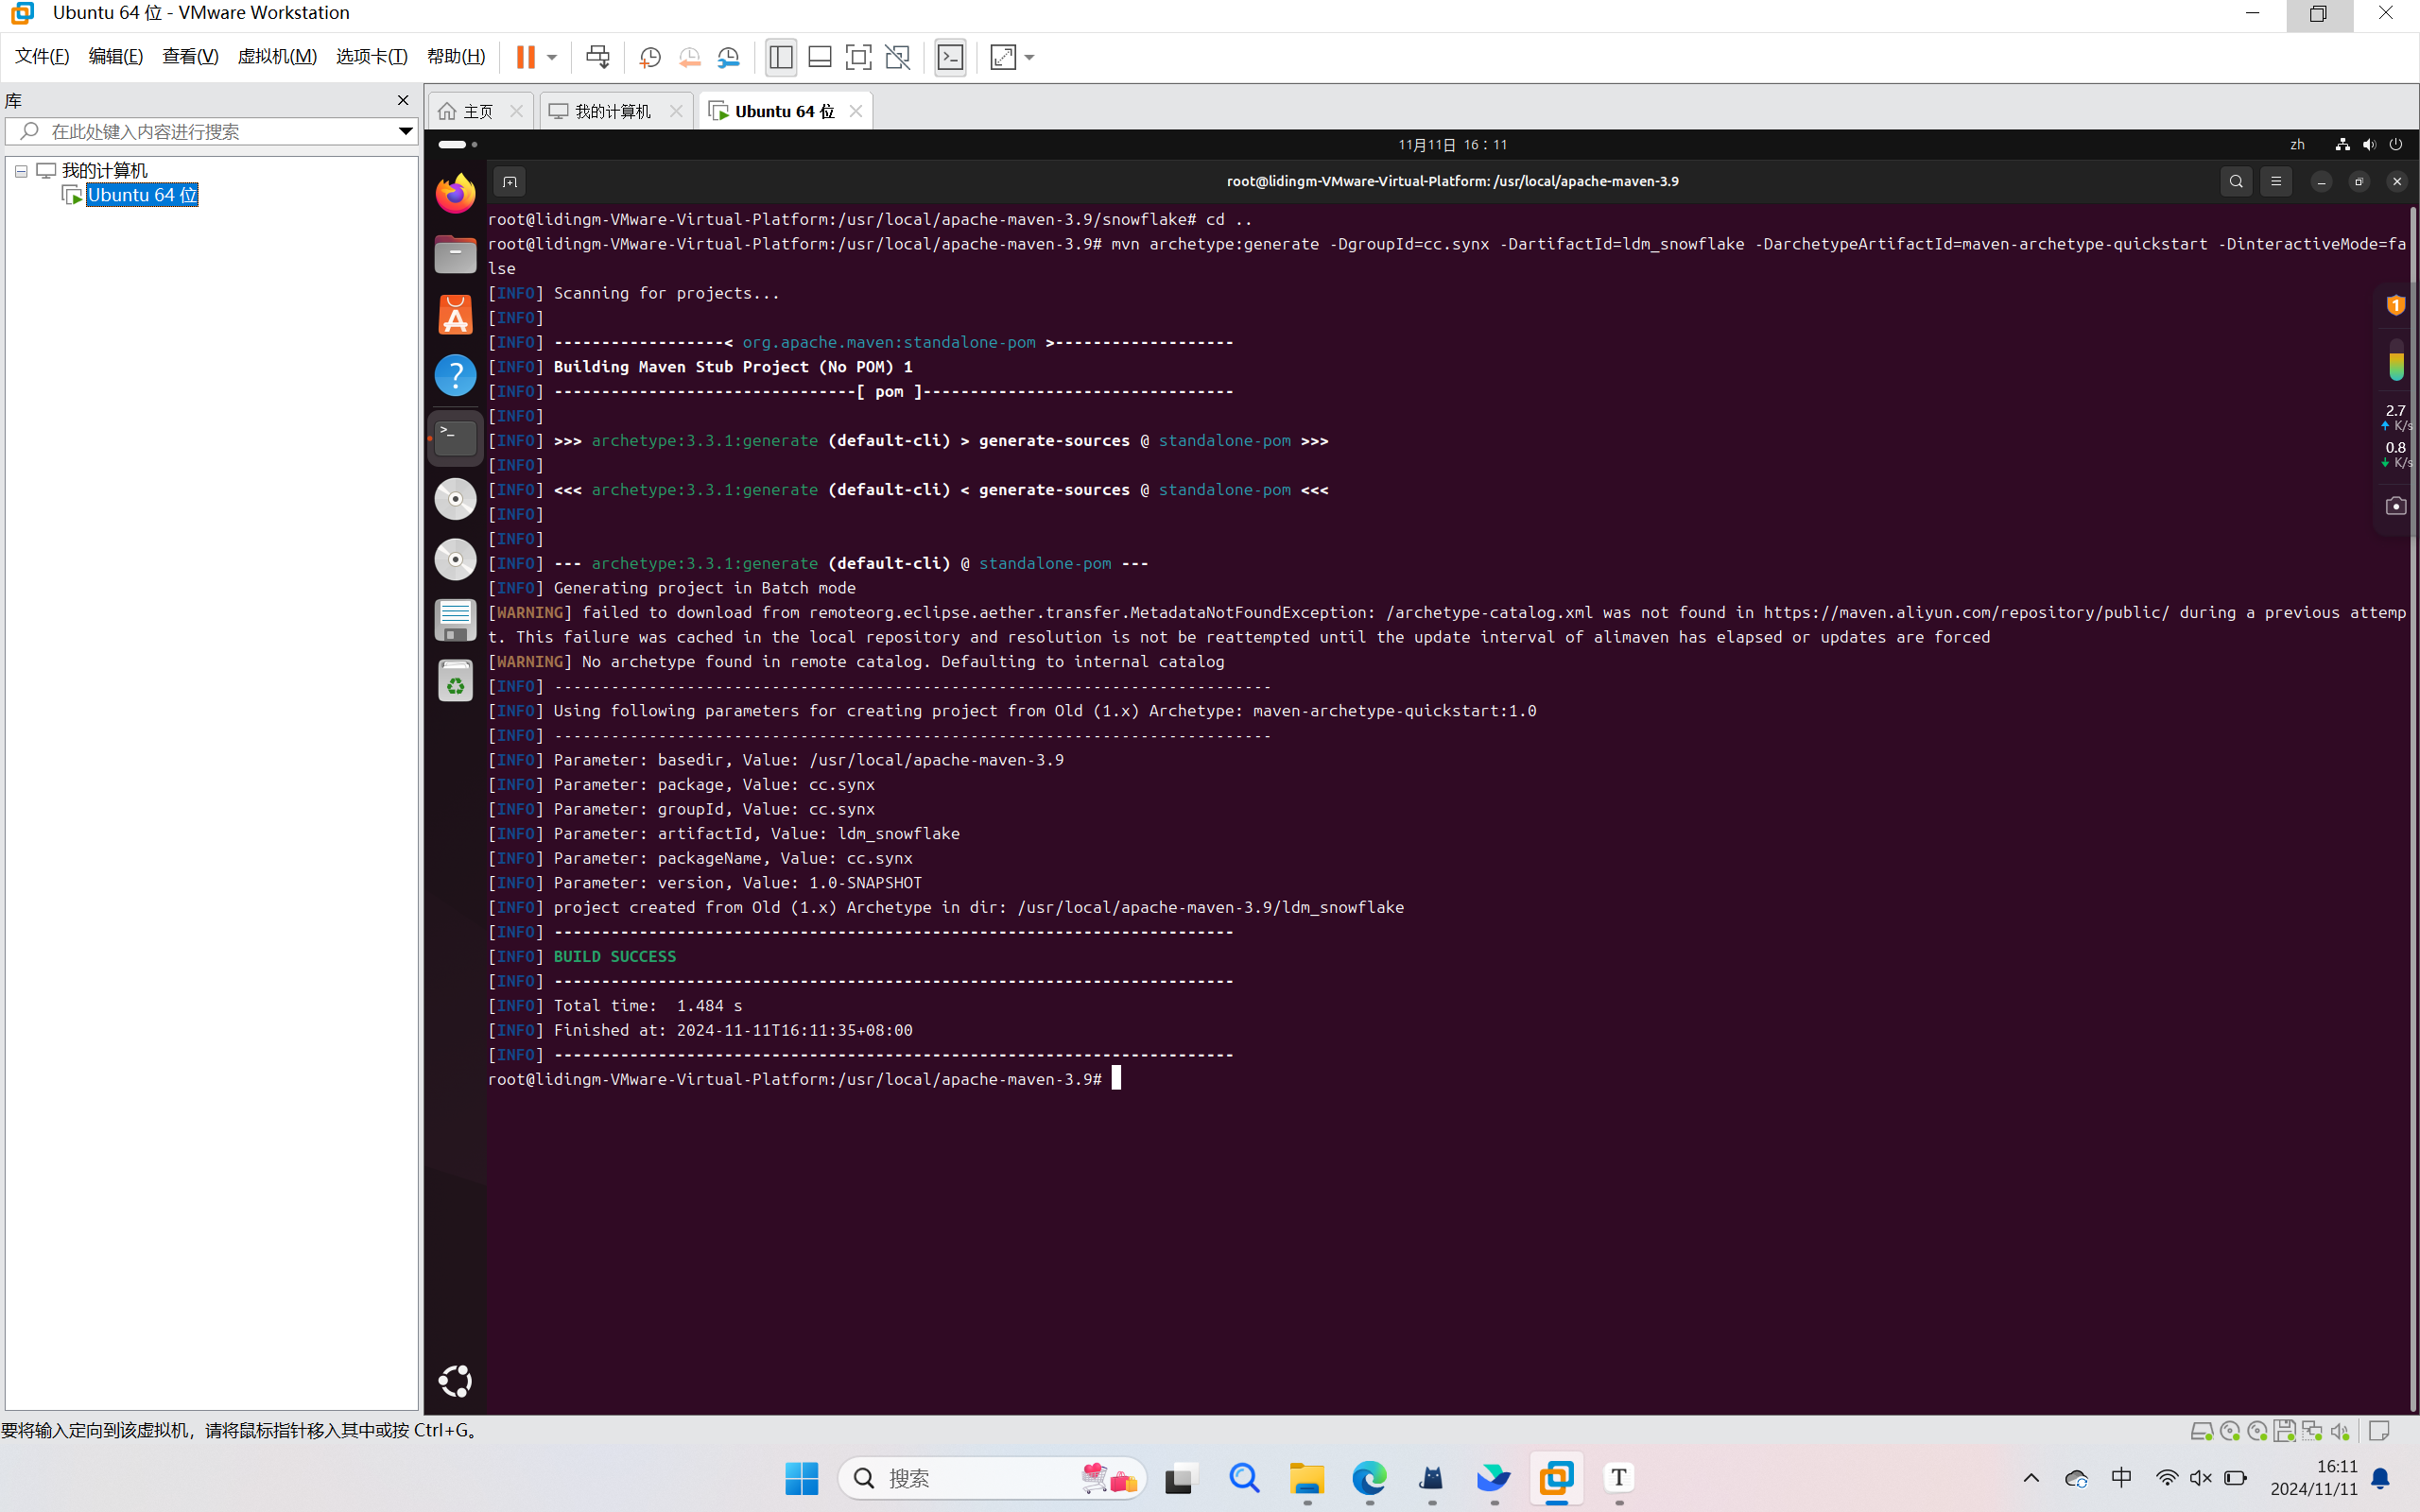 Ubuntu 64 位 - VMware Workstation
文件(F) 编辑(E) 查看(V) 虚拟机(M) 选项卡(T) 帮助(H)
库
在此处键入内容进行搜索
我的计算机
Ubuntu 64 位
主页 我的计算机 Ubuntu 64 位
11月11日 16：11
zh
root@lidingm-VMware-Virtual-Platform: /usr/local/apache-maven-3.9
root@lidingm-VMware-Virtual-Platform:/usr/local/apache-maven-3.9/snowflake# cd ..
root@lidingm-VMware-Virtual-Platform:/usr/local/apache-maven-3.9# mvn archetype:generate -DgroupId=cc.synx -DartifactId=ldm_snowflake -DarchetypeArtifactId=maven-archetype-quickstart -DinteractiveMode=fa
lse
[INFO] Scanning for projects...
[INFO]
[INFO] ------------------< org.apache.maven:standalone-pom >-------------------
[INFO] Building Maven Stub Project (No POM) 1
[INFO] --------------------------------[ pom ]---------------------------------
[INFO]
[INFO] >>> archetype:3.3.1:generate (default-cli) > generate-sources @ standalone-pom >>>
[INFO]
[INFO] <<< archetype:3.3.1:generate (default-cli) < generate-sources @ standalone-pom <<<
[INFO]
[INFO]
[INFO] --- archetype:3.3.1:generate (default-cli) @ standalone-pom ---
[INFO] Generating project in Batch mode
[WARNING] failed to download from remoteorg.eclipse.aether.transfer.MetadataNotFoundException: /archetype-catalog.xml was not found in https://maven.aliyun.com/repository/public/ during a previous attemp
t. This failure was cached in the local repository and resolution is not be reattempted until the update interval of alimaven has elapsed or updates are forced
[WARNING] No archetype found in remote catalog. Defaulting to internal catalog
[INFO] ----------------------------------------------------------------------------
[INFO] Using following parameters for creating project from Old (1.x) Archetype: maven-archetype-quickstart:1.0
[INFO] ----------------------------------------------------------------------------
[INFO] Parameter: basedir, Value: /usr/local/apache-maven-3.9
[INFO] Parameter: package, Value: cc.synx
[INFO] Parameter: groupId, Value: cc.synx
[INFO] Parameter: artifactId, Value: ldm_snowflake
[INFO] Parameter: packageName, Value: cc.synx
[INFO] Parameter: version, Value: 1.0-SNAPSHOT
[INFO] project created from Old (1.x) Archetype in dir: /usr/local/apache-maven-3.9/ldm_snowflake
[INFO] ------------------------------------------------------------------------
[INFO] BUILD SUCCESS
[INFO] ------------------------------------------------------------------------
[INFO] Total time:  1.484 s
[INFO] Finished at: 2024-11-11T16:11:35+08:00
[INFO] ------------------------------------------------------------------------
root@lidingm-VMware-Virtual-Platform:/usr/local/apache-maven-3.9#
1
2.7
K/s
0.8
K/s
要将输入定向到该虚拟机，请将鼠标指针移入其中或按 Ctrl+G。
搜索
T
中
16:11
2024/11/11